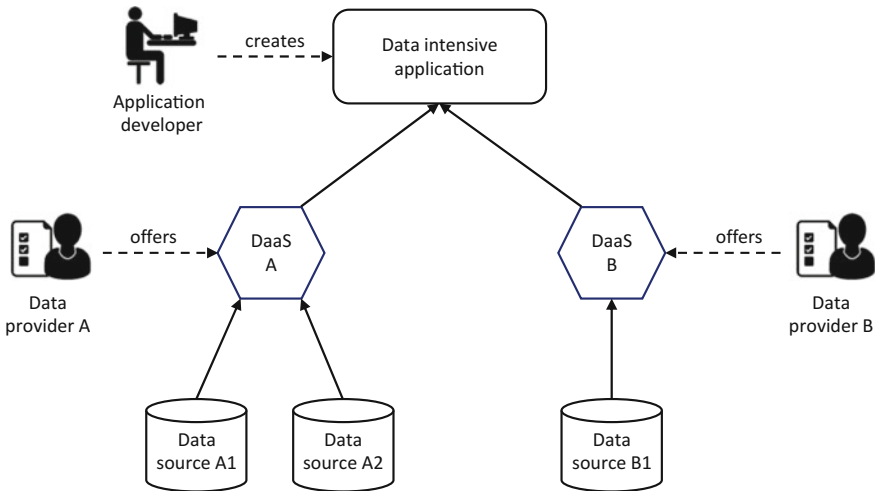 creates
Data intensive
application
Application
developer
offers
DaaS
A
DaaS
B
offers
Data
provider A
Data
provider B
Data
source A1
Data
source A2
Data
source B1